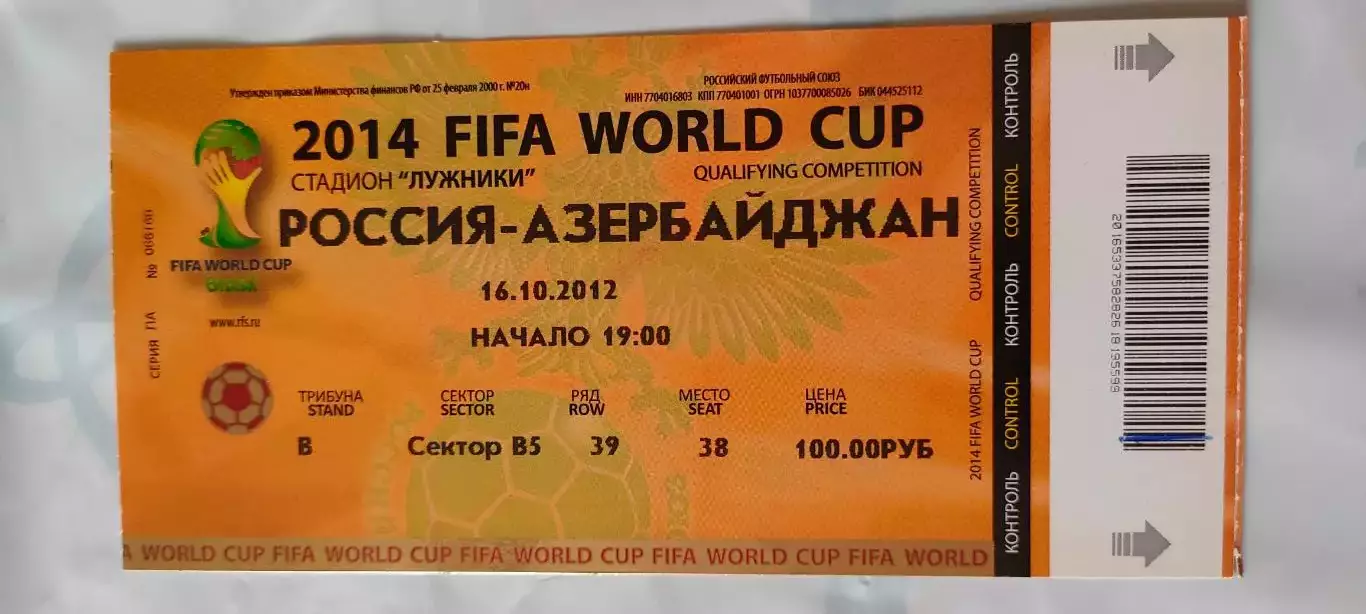 Утвержден приказом Министерства финансов РФ от 25 февраля 2000 г. №20н
РОССИЙСКИЙ ФУТБОЛЬНЫЙ СОЮЗ
ИНН 7704016803 КПП 770401001 ОГРН 1037700085026 БИК 044525112
2014 FIFA WORLD CUP
СТАДИОН "ЛУЖНИКИ"
QUALIFYING COMPETITION
РОССИЯ-АЗЕРБАЙДЖАН
FIFA WORLD CUP
www.rfs.ru
16.10.2012
НАЧАЛО 19:00
СЕРИЯ ПА №
ТРИБУНА СЕКТОР РЯД МЕСТО ЦЕНА
STAND SECTOR ROW SEAT PRICE
B Сектор B5 39 38 100.00РУБ
A WORLD CUP FIFA WORLD CUP FIFA WORLD CUP FIFA WORLD CUP FIFA WORLD
2014 FIFA WORLD CUP QUALIFYING COMPETITION
КОНТРОЛЬ CONTROL КОНТРОЛЬ CONTROL КОНТРОЛЬ